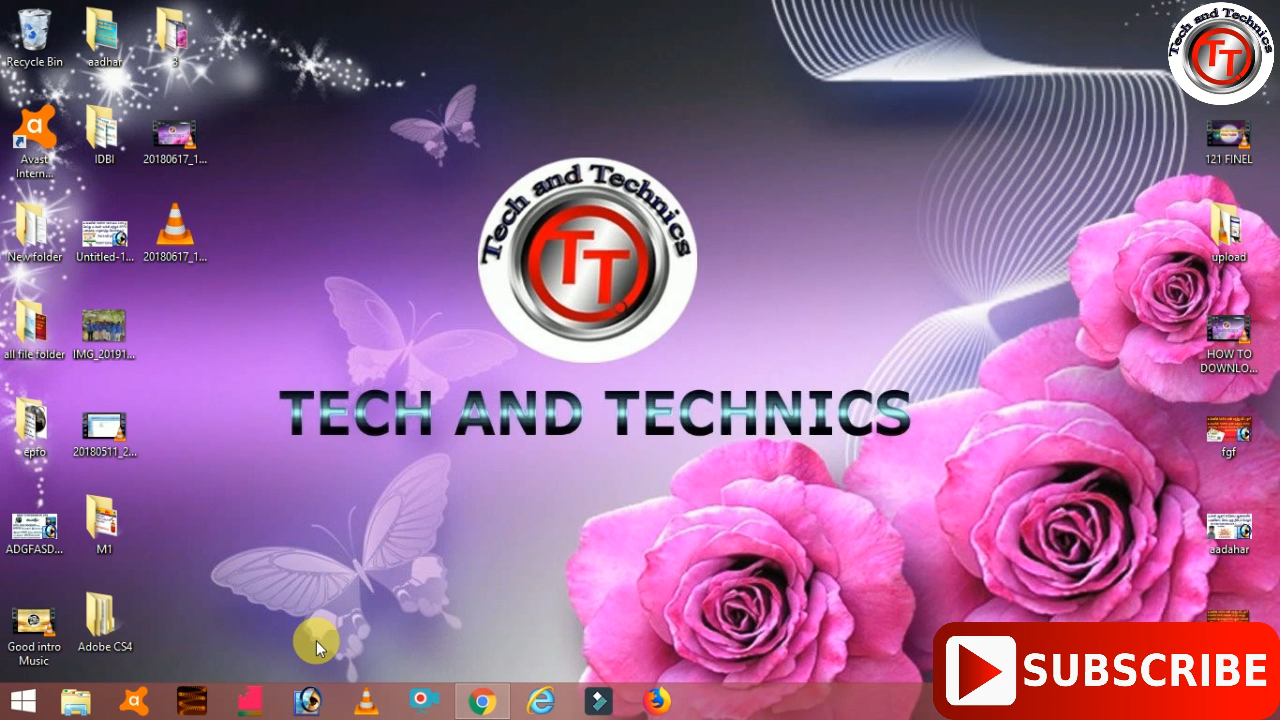 Recycle Bin
aadhar
3
Tech and Technics
TT
Avast
Intern...
IDBI
20180617_1...
121 FINEL
Tech and Technics
TT
New folder
Untitled-1...
20180617_1...
upload
all file folder
IMG_20191...
HOW TO
DOWNLO...
TECH AND TECHNICS
epfo
20180511_2...
fgf
ADGFASD...
M1
aadahar
Good intro
Music
Adobe CS4
SUBSCRIBE